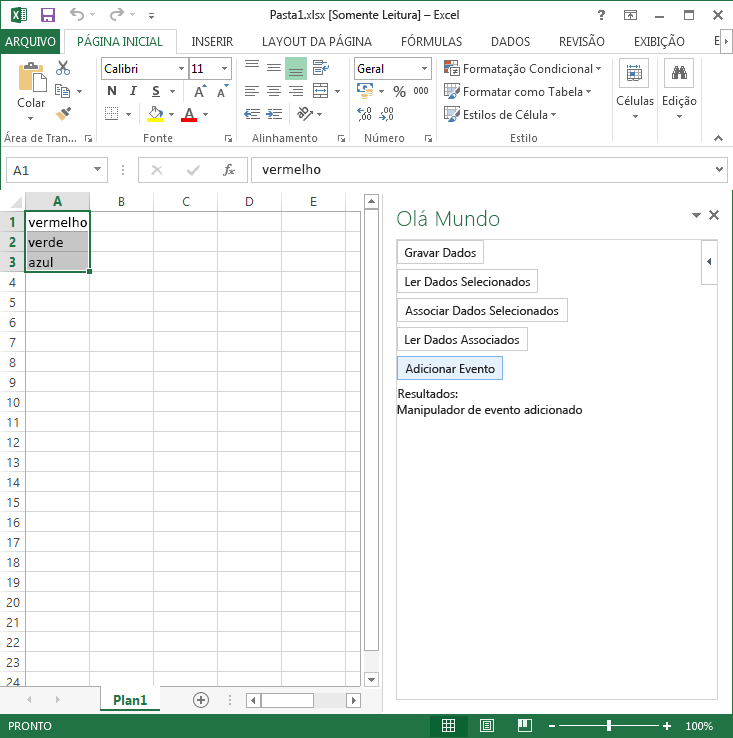 Pasta1.xlsx [Somente Leitura] – Excel
ARQUIVO PÁGINA INICIAL INSERIR LAYOUT DA PÁGINA FÓRMULAS DADOS REVISÃO EXIBIÇÃO E
Colar
Área de Tran...
Calibri 11
N I S A A
A
Fonte
Alinhamento
Geral
% 000
,00 ,00
Número
Formatação Condicional
Formatar como Tabela
Estilos de Célula
Estilo
Células
Edição
A1 fx vermelho
A B C D E
1 vermelho
2 verde
3 azul
4
5
6
7
8
9
10
11
12
13
14
15
16
17
18
19
20
21
22
23
24
Olá Mundo
Gravar Dados
Ler Dados Selecionados
Associar Dados Selecionados
Ler Dados Associados
Adicionar Evento
Resultados:
Manipulador de evento adicionado
Plan1
PRONTO 100%